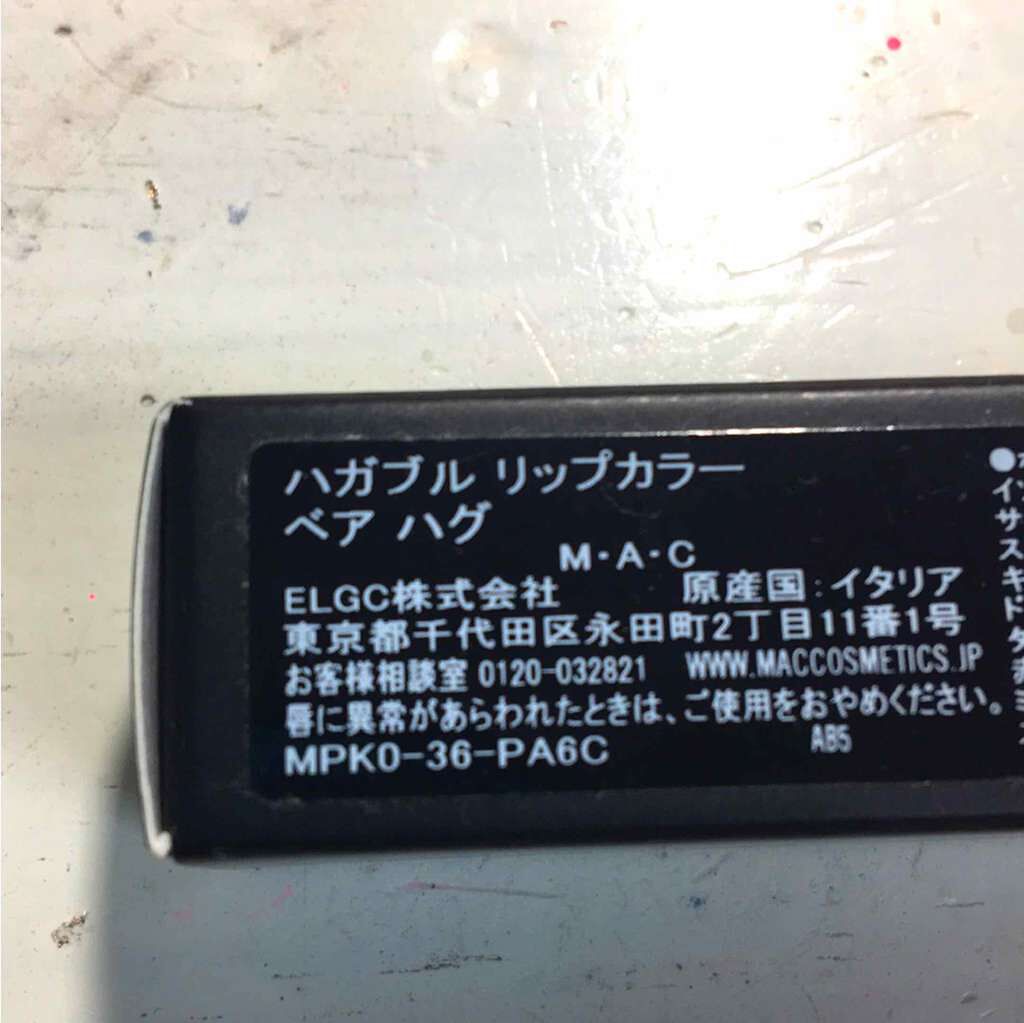 ハガブル リップカラー
ベア ハグ
M・A・C
ELGC株式会社 原産国:イタリア
東京都千代田区永田町2丁目11番1号
お客様相談室 0120-032821 WWW.MACCOSMETICS.JP
唇に異常があらわれたときは、ご使用をおやめください。
MPK0-36-PA6C AB5